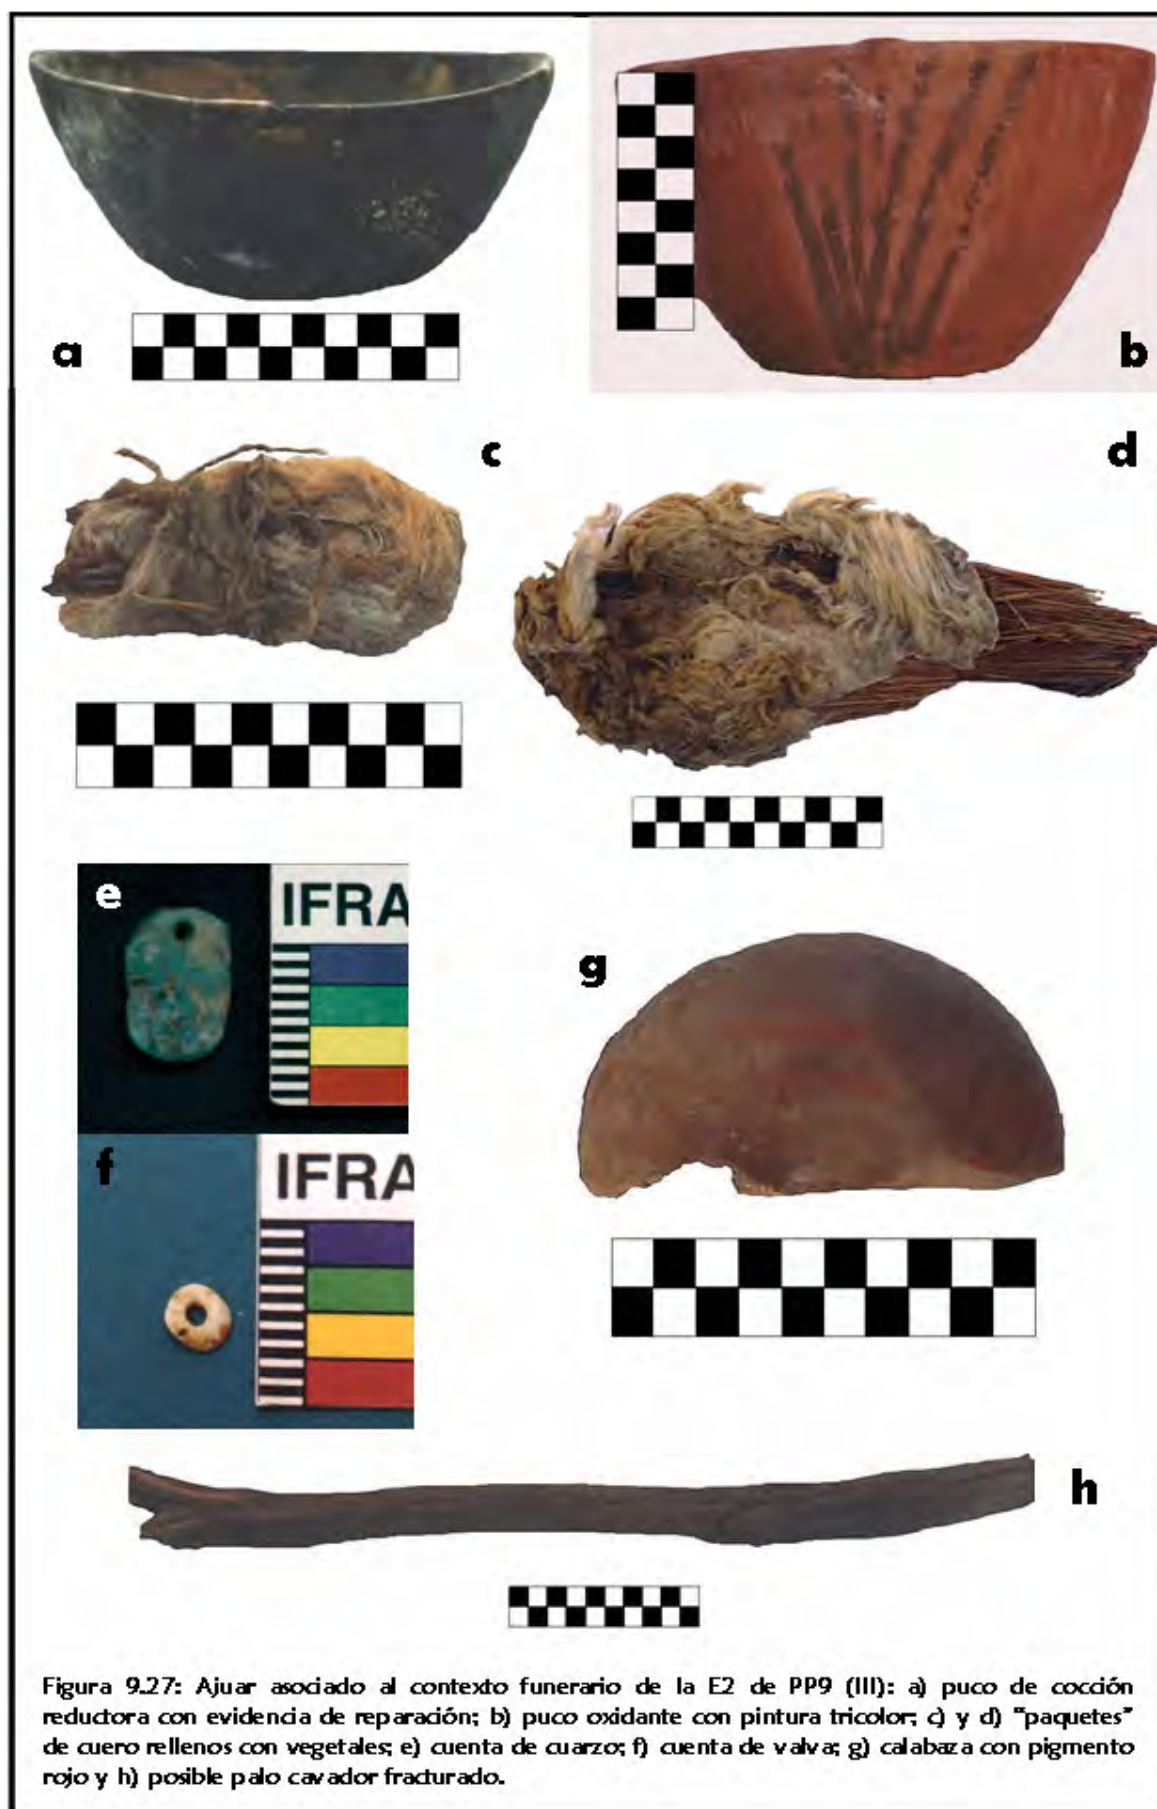 a
b
c
d
e
IFRA
f
IFRA
g
h
Figura 9.27: Ajuar asociado al contexto funerario de la E2 de PP9 (III): a) puco de cocción
reductora con evidencia de reparación; b) puco oxidante con pintura tricolor; c) y d) "paquetes"
de cuero rellenos con vegetales; e) cuenta de cuarzo; f) cuenta de valva; g) calabaza con pigmento
rojo y h) posible palo cavador fracturado.